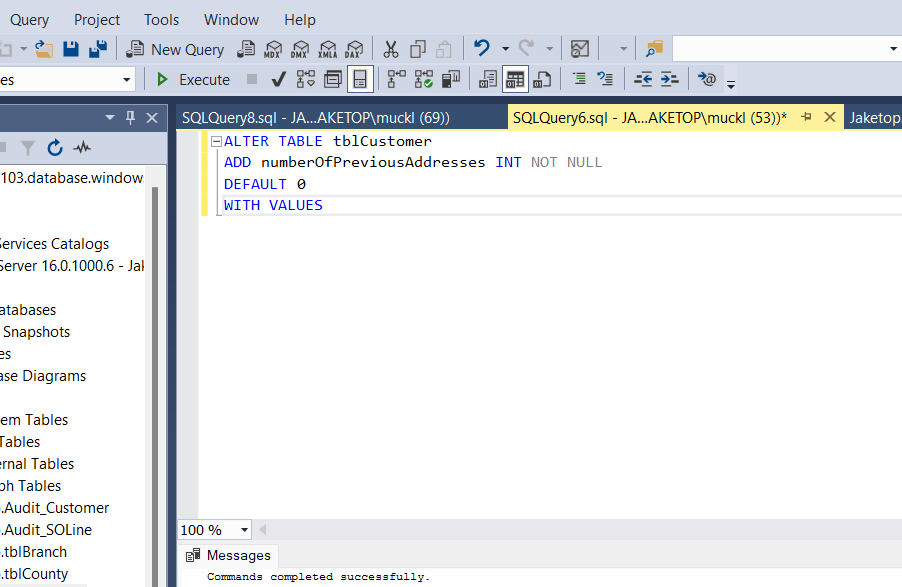 Query Project Tools Window Help
New Query MDX DMX XMLA DAX
es Execute
SQLQuery8.sql - JA...AKETOP\muckl (69)) SQLQuery6.sql - JA...AKETOP\muckl (53))* Jaketop
ALTER TABLE tblCustomer
ADD numberOfPreviousAddresses INT NOT NULL
DEFAULT 0
WITH VALUES
103.database.window
Services Catalogs
Server 16.0.1000.6 - Jak
atabases
Snapshots
es
ase Diagrams
em Tables
Tables
ernal Tables
ph Tables
.Audit_Customer
.Audit_SOLine
.tblBranch
.tblCounty
100 %
Messages
Commands completed successfully.